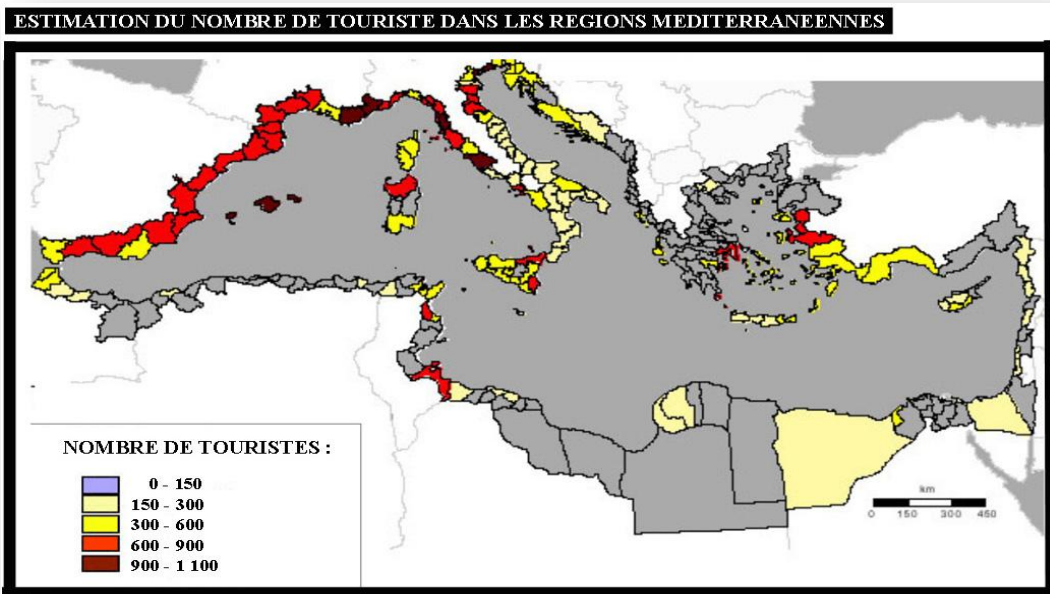 ESTIMATION DU NOMBRE DE TOURISTE DANS LES REGIONS MEDITERRANEENNES
NOMBRE DE TOURISTES :
0 - 150
150 - 300
300 - 600
600 - 900
900 - 1 100
km
0 150 300 450